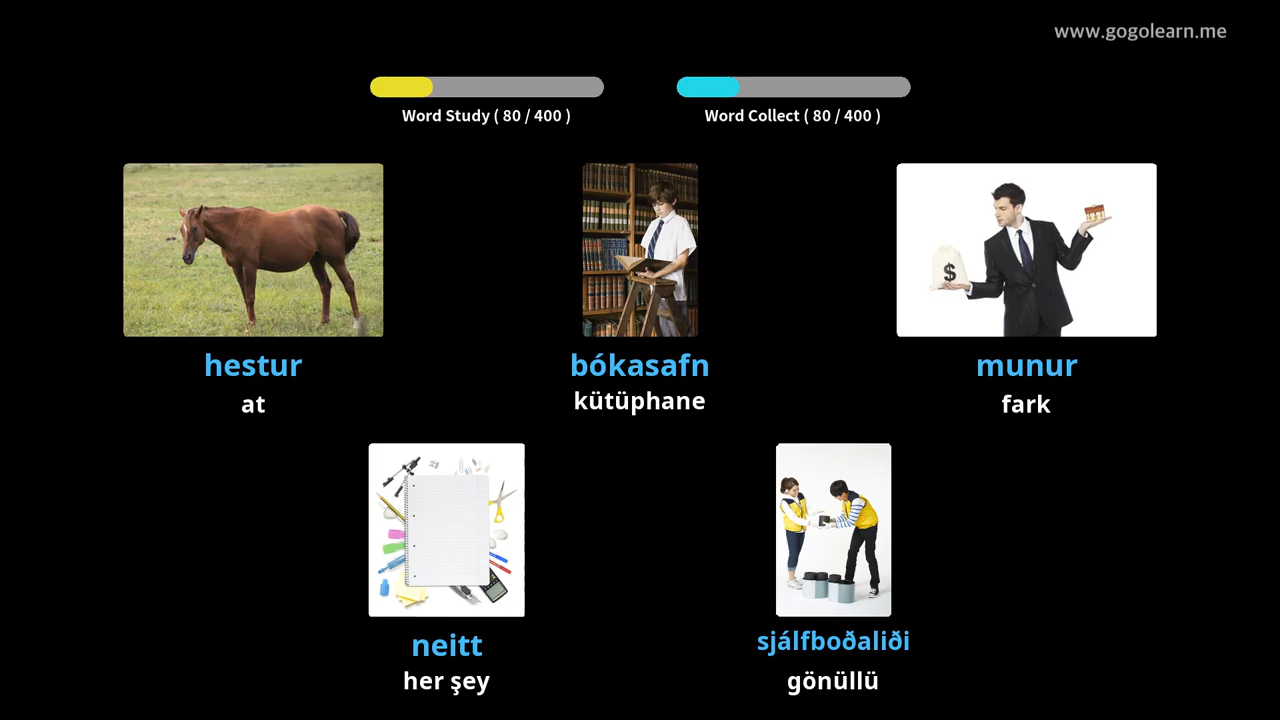 www.gogolearn.me
Word Study ( 80 / 400 )
Word Collect ( 80 / 400 )
hestur
at
bókasafn
kütüphane
munur
fark
$
neitt
her şey
sjálfboðaliði
gönüllü